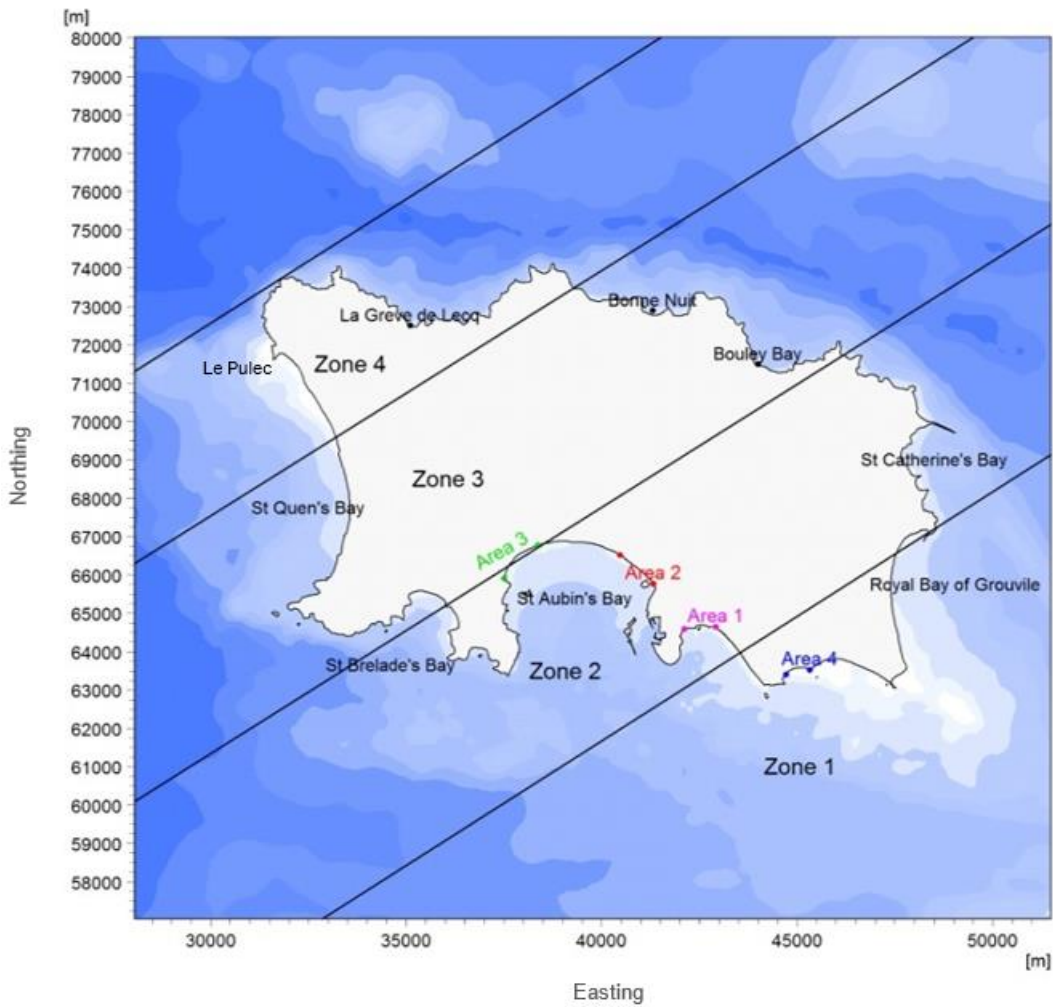 [m]
80000
79000
78000
77000
76000
75000
74000
73000
72000
71000
70000
69000
68000
67000
66000
65000
64000
63000
62000
61000
60000
59000
58000
Northing
La Greve de Lecq
Bonne Nuit
Bouley Bay
Zone 4
Le Pulec
St Catherine's Bay
Zone 3
St Quen's Bay
Area 3
Area 2
Royal Bay of Grouvile
St Aubin's Bay
Area 1
Area 4
St Brelade's Bay
Zone 2
Zone 1
30000 35000 40000 45000 50000
[m]
Easting